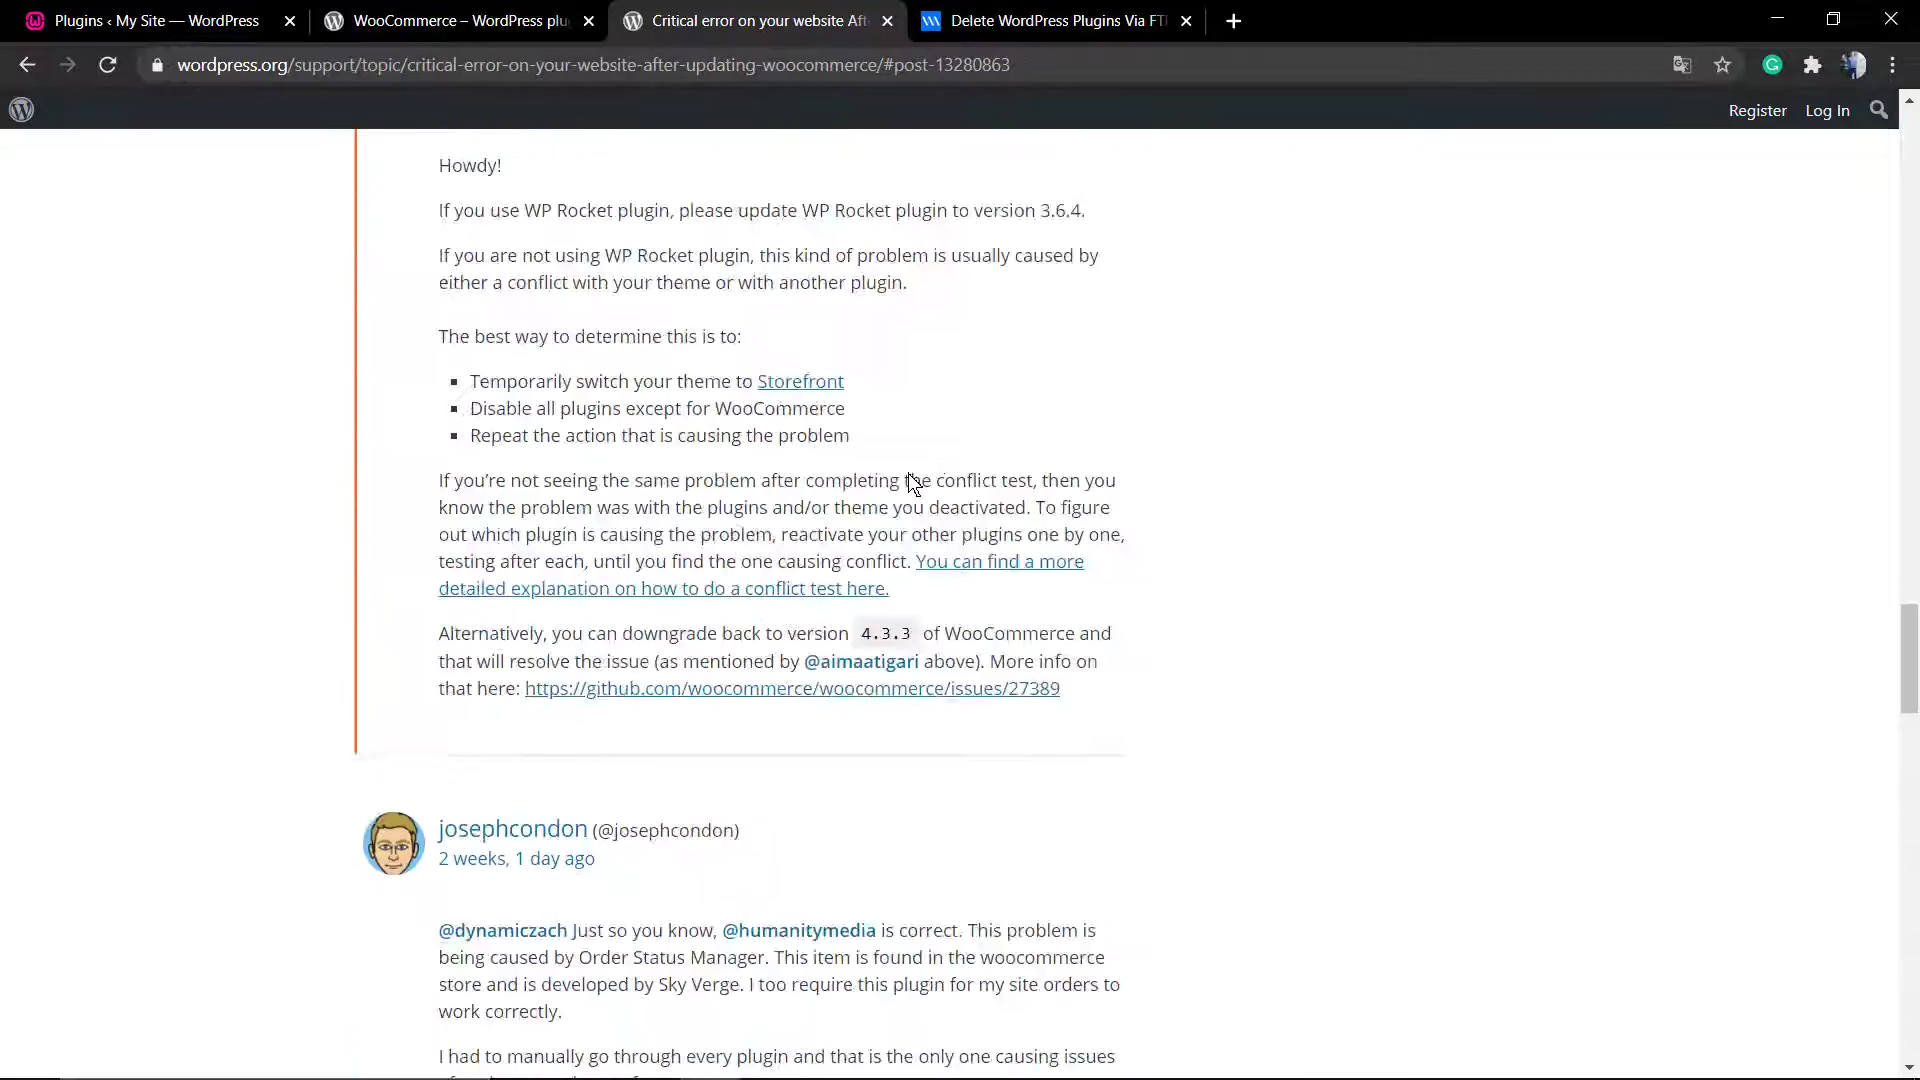 Plugins ‹ My Site — WordPress
WooCommerce – WordPress plu
Critical error on your website Aft
Delete WordPress Plugins Via FT
wordpress.org/support/topic/critical-error-on-your-website-after-updating-woocommerce/#post-13280863
Register Log In
Howdy!
If you use WP Rocket plugin, please update WP Rocket plugin to version 3.6.4.
If you are not using WP Rocket plugin, this kind of problem is usually caused by
either a conflict with your theme or with another plugin.
The best way to determine this is to:
▪ Temporarily switch your theme to Storefront
▪ Disable all plugins except for WooCommerce
▪ Repeat the action that is causing the problem
If you’re not seeing the same problem after completing the conflict test, then you
know the problem was with the plugins and/or theme you deactivated. To figure
out which plugin is causing the problem, reactivate your other plugins one by one,
testing after each, until you find the one causing conflict. You can find a more
detailed explanation on how to do a conflict test here.
Alternatively, you can downgrade back to version 4.3.3 of WooCommerce and
that will resolve the issue (as mentioned by @aimaatigari above). More info on
that here: https://github.com/woocommerce/woocommerce/issues/27389
josephcondon (@josephcondon)
2 weeks, 1 day ago
@dynamiczach Just so you know, @humanitymedia is correct. This problem is
being caused by Order Status Manager. This item is found in the woocommerce
store and is developed by Sky Verge. I too require this plugin for my site orders to
work correctly.
I had to manually go through every plugin and that is the only one causing issues